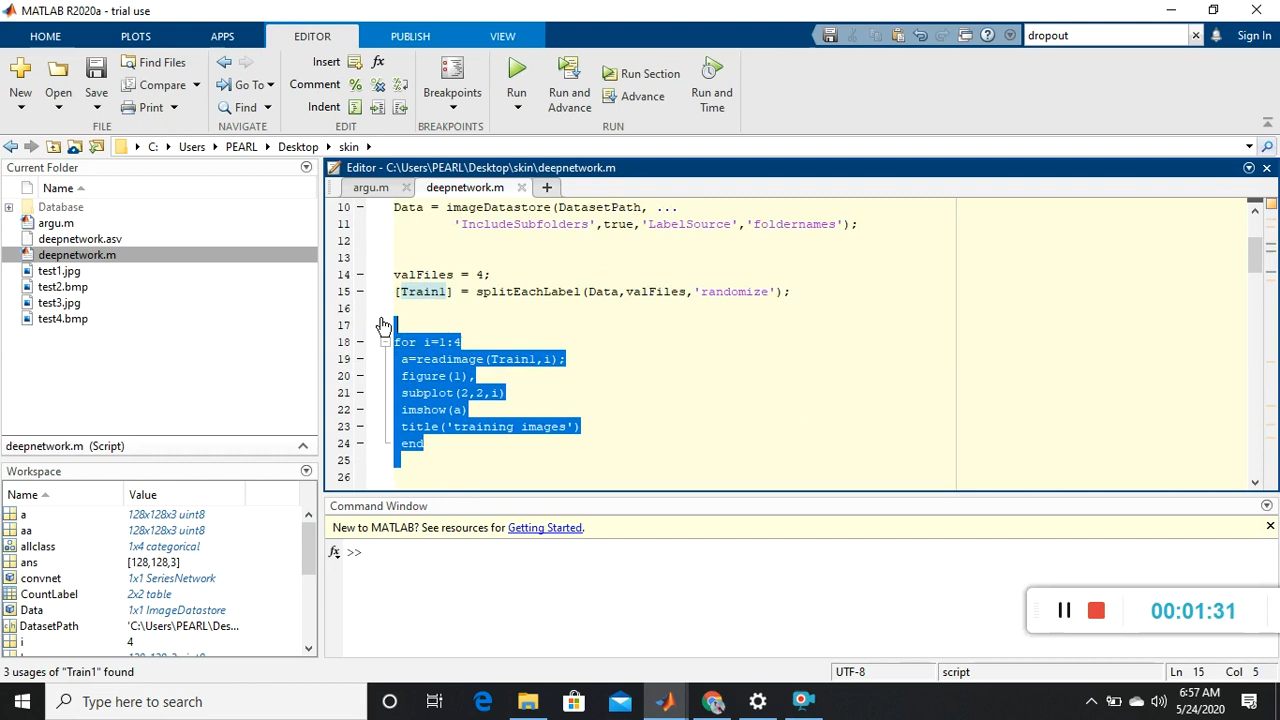 MATLAB R2020a - trial use
HOME PLOTS APPS EDITOR PUBLISH VIEW dropout Sign In
New Open Save Find Files Compare Print Go To Find Insert fx Comment Indent Breakpoints Run Run and Advance Run Section Advance Run and Time
FILE NAVIGATE EDIT BREAKPOINTS RUN
C: Users PEARL Desktop skin
Current Folder
Name
Database
argu.m
deepnetwork.asv
deepnetwork.m
test1.jpg
test2.bmp
test3.jpg
test4.bmp
deepnetwork.m (Script)
Workspace
Name Value
a 128x128x3 uint8
aa 128x128x3 uint8
allclass 1x4 categorical
ans [128,128,3]
convnet 1x1 SeriesNetwork
CountLabel 2x2 table
Data 1x1 ImageDatastore
DatasetPath 'C:\Users\PEARL\Des...
i 4
Editor - C:\Users\PEARL\Desktop\skin\deepnetwork.m
argu.m deepnetwork.m
10 Data = imageDatastore(DatasetPath, ...
11 'IncludeSubfolders',true,'LabelSource','foldernames');
12
13
14 valFiles = 4;
15 [Train1] = splitEachLabel(Data,valFiles,'randomize');
16
17
18 for i=1:4
19 a=readimage(Train1,i);
20 figure(1),
21 subplot(2,2,i)
22 imshow(a)
23 title('training images')
24 end
25
26
Command Window
New to MATLAB? See resources for Getting Started.
fx >>
00:01:31
3 usages of "Train1" found UTF-8 script Ln 15 Col 5
Type here to search 6:57 AM
5/24/2020